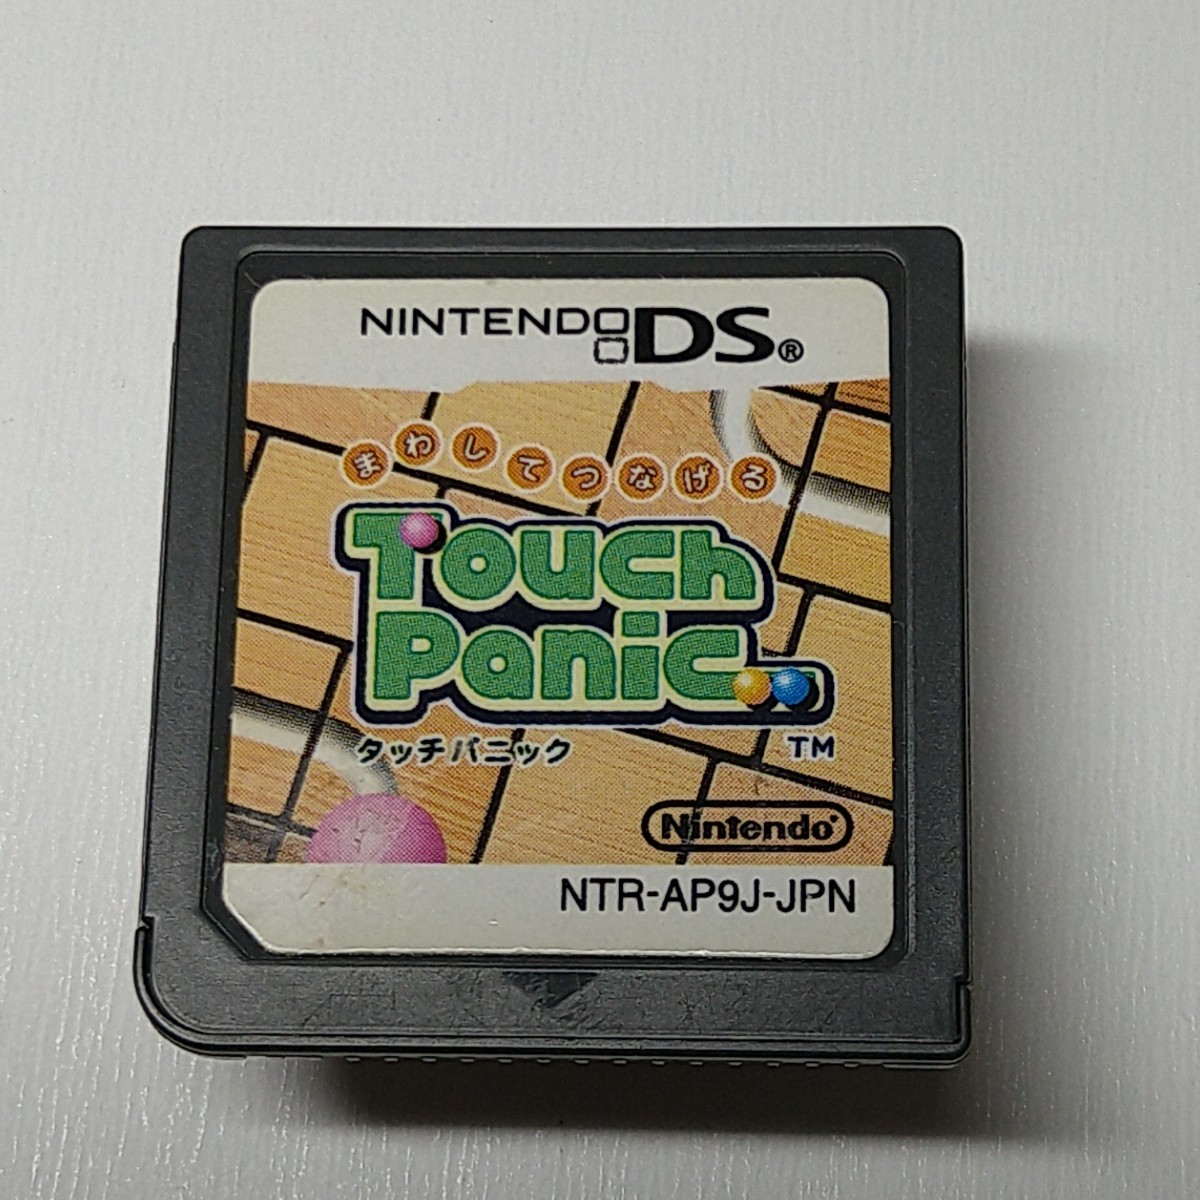 NINTENDO DS®
まわしてつなげる
Touch
Panic
タッチパニック
TM
Nintendo®
NTR-AP9J-JPN